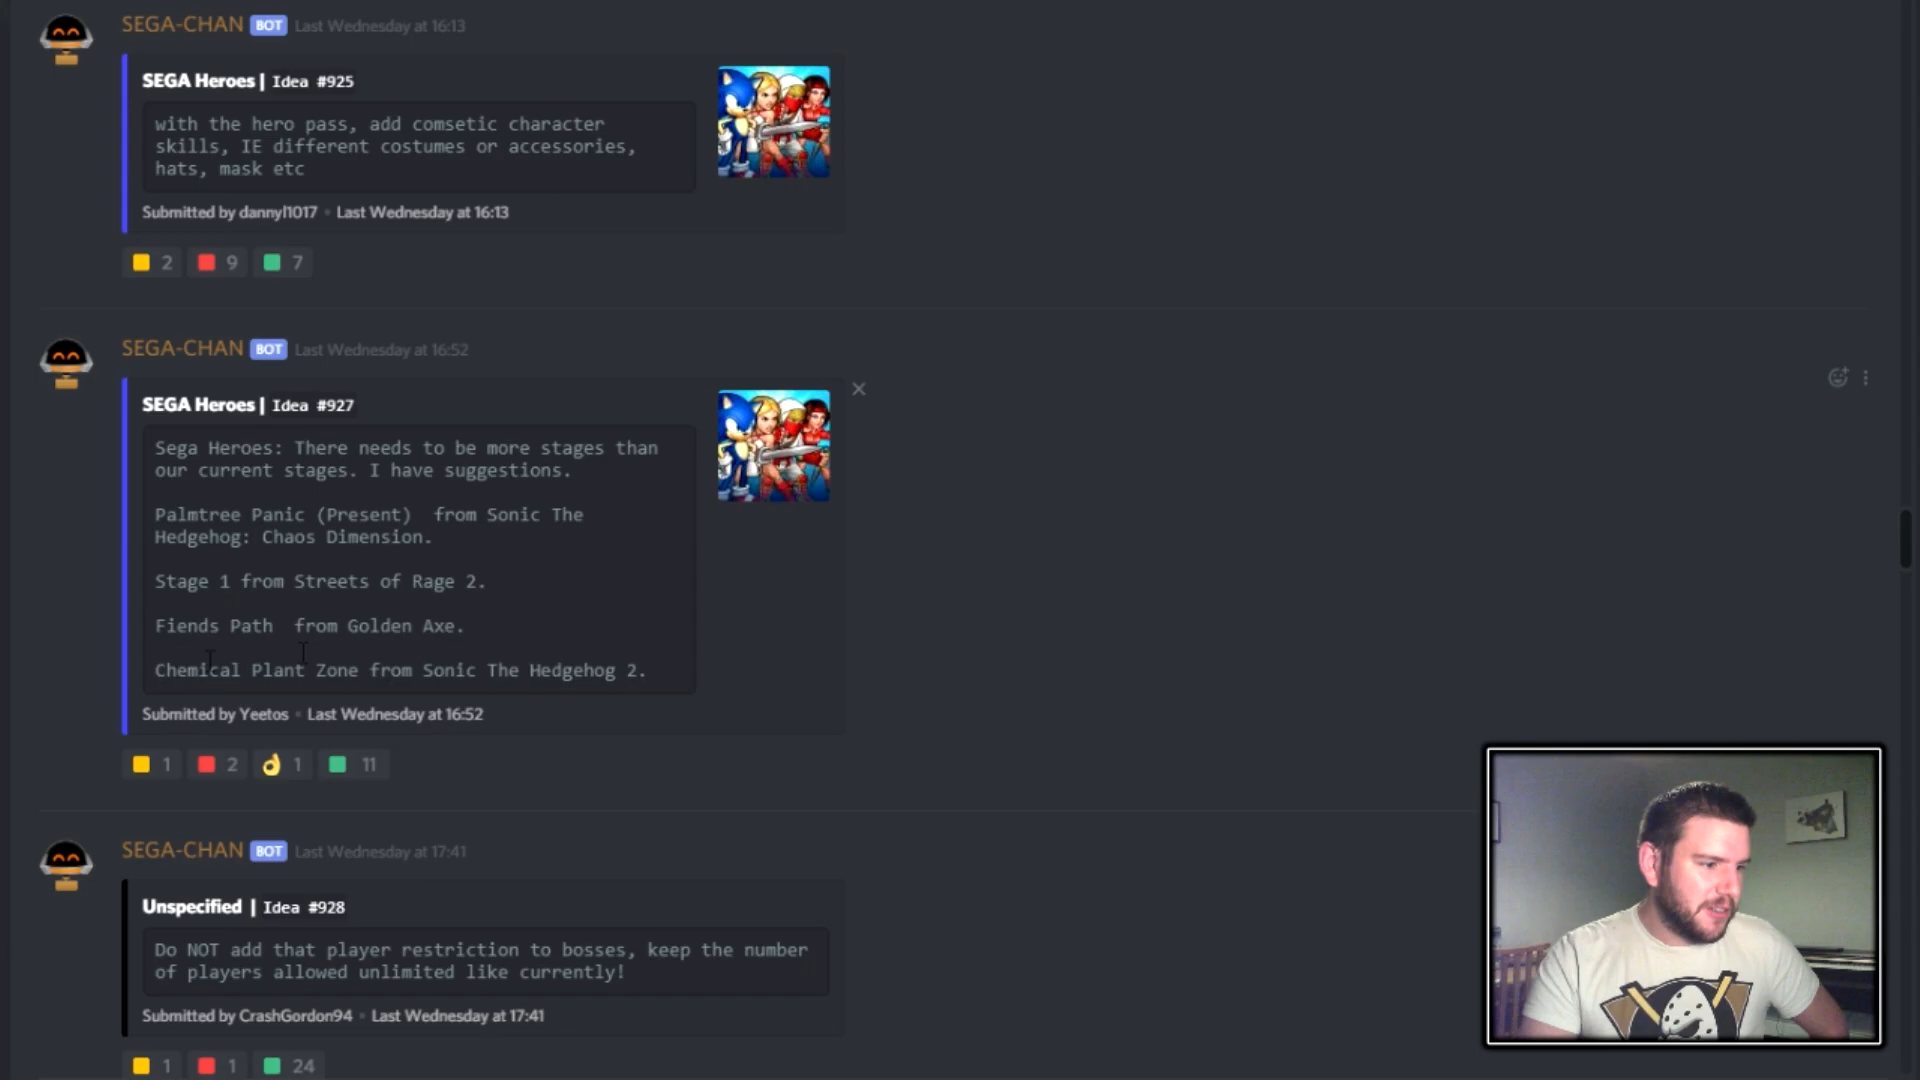 SEGA-CHAN BOT Last Wednesday at 16:13
SEGA Heroes | Idea #925
with the hero pass, add comsetic character
skills, IE different costumes or accessories,
hats, mask etc
Submitted by dannyl1017 • Last Wednesday at 16:13
2 9 7
SEGA-CHAN BOT Last Wednesday at 16:52
SEGA Heroes | Idea #927
Sega Heroes: There needs to be more stages than
our current stages. I have suggestions.
Palmtree Panic (Present)  from Sonic The
Hedgehog: Chaos Dimension.
Stage 1 from Streets of Rage 2.
Fiends Path  from Golden Axe.
Chemical Plant Zone from Sonic The Hedgehog 2.
Submitted by Yeetos • Last Wednesday at 16:52
1 2 1 11
SEGA-CHAN BOT Last Wednesday at 17:41
Unspecified | Idea #928
Do NOT add that player restriction to bosses, keep the number
of players allowed unlimited like currently!
Submitted by CrashGordon94 • Last Wednesday at 17:41
1 1 24